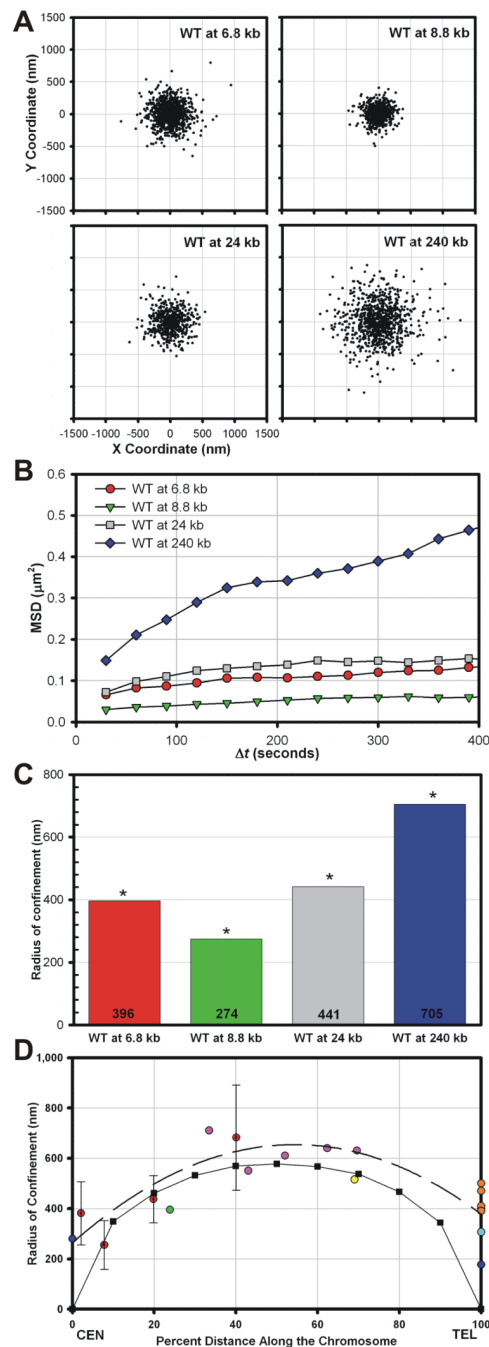 A
WT at 6.8 kb
WT at 8.8 kb
1500
1000
500
0
-500
-1000
-1500
Y Coordinate (nm)
WT at 24 kb
WT at 240 kb
-1500 -1000 -500 0 500 1000 1500
X Coordinate (nm)
B
WT at 6.8 kb
WT at 8.8 kb
WT at 24 kb
WT at 240 kb
0.6
0.5
0.4
0.3
0.2
0.1
0.0
MSD (μm²)
100 200 300 400
Δt (seconds)
C
800
600
400
200
0
Radius of confinement (nm)
* * * *
396 274 441 705
WT at 6.8 kb WT at 8.8 kb WT at 24 kb WT at 240 kb
D
1,000
800
600
400
200
0
Radius of Confinement (nm)
0 20 40 60 80 100
CEN TEL
Percent Distance Along the Chromosome